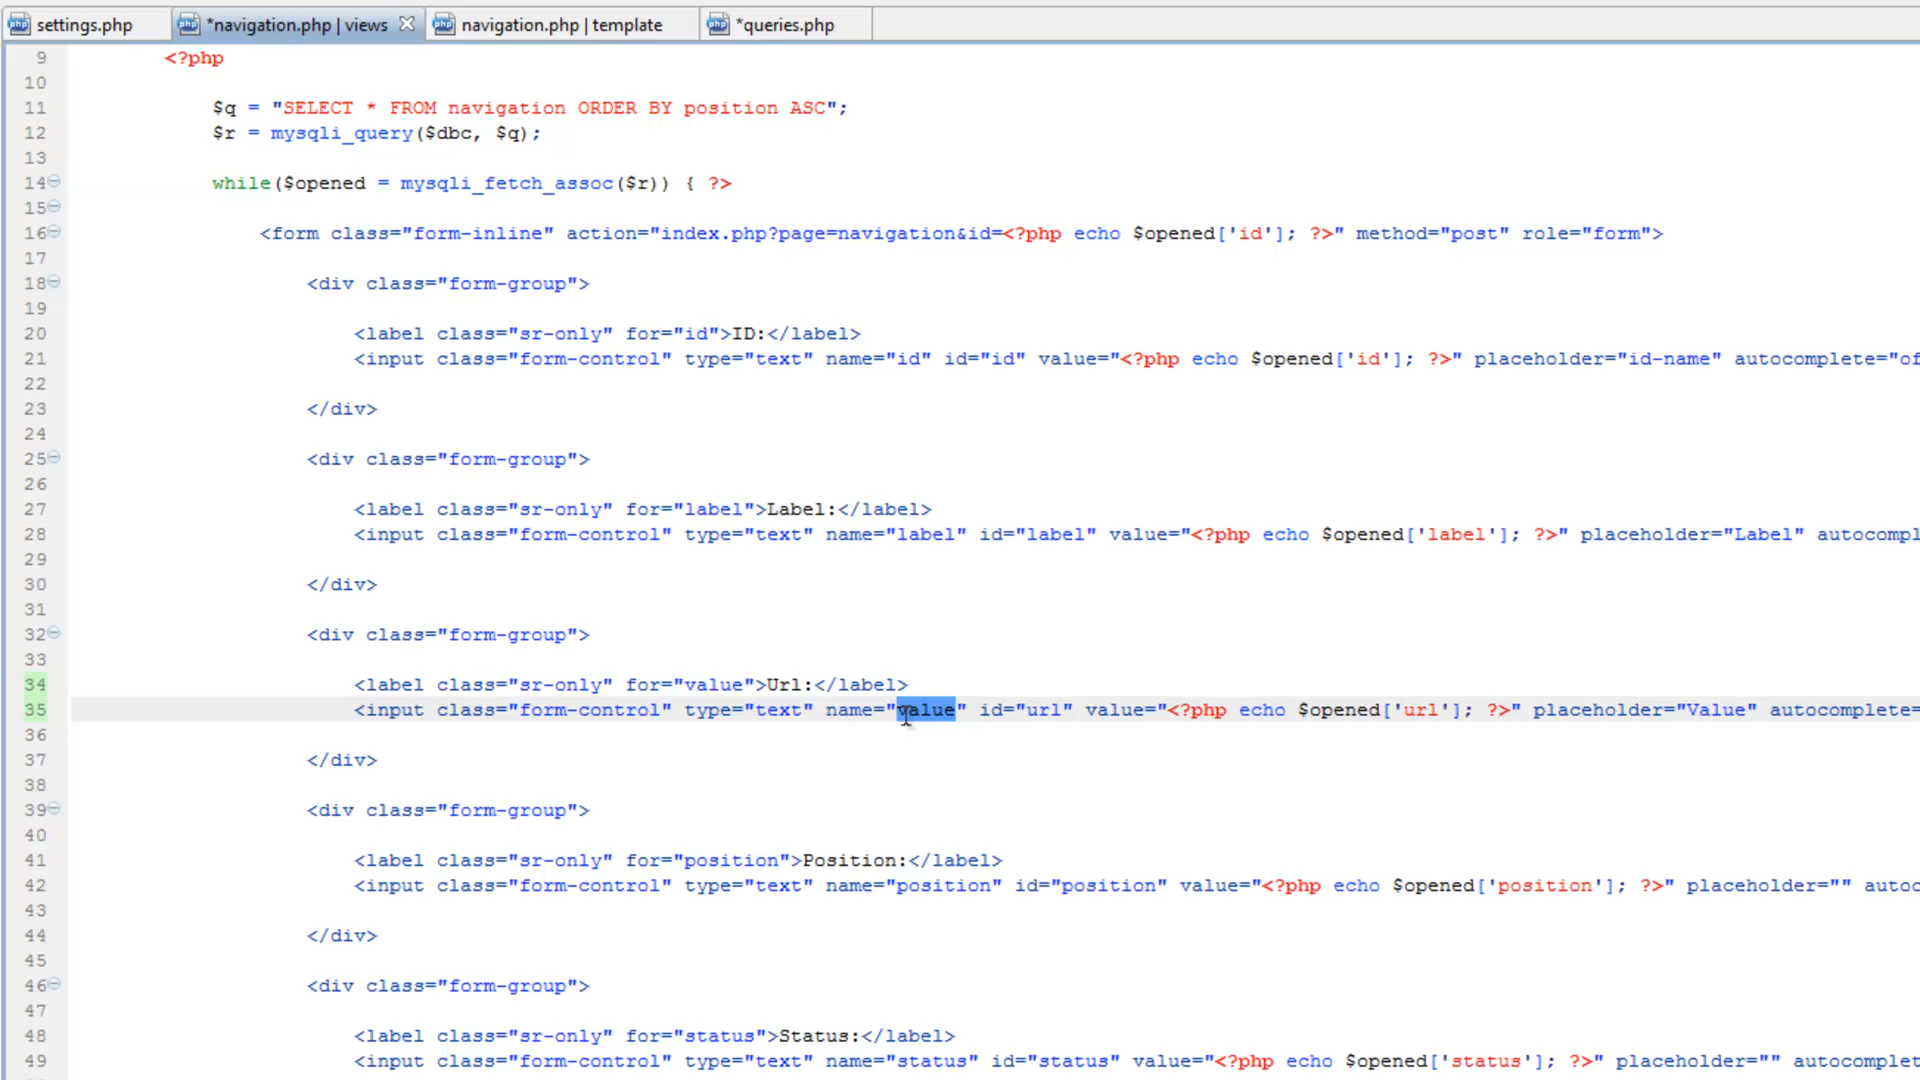 settings.php *navigation.php | views navigation.php | template *queries.php
9 <?php
10
11 $q = "SELECT * FROM navigation ORDER BY position ASC";
12 $r = mysqli_query($dbc, $q);
13
14 while($opened = mysqli_fetch_assoc($r)) { ?>
15
16 <form class="form-inline" action="index.php?page=navigation&id=<?php echo $opened['id']; ?>" method="post" role="form">
17
18 <div class="form-group">
19
20 <label class="sr-only" for="id">ID:</label>
21 <input class="form-control" type="text" name="id" id="id" value="<?php echo $opened['id']; ?>" placeholder="id-name" autocomplete="of
22
23 </div>
24
25 <div class="form-group">
26
27 <label class="sr-only" for="label">Label:</label>
28 <input class="form-control" type="text" name="label" id="label" value="<?php echo $opened['label']; ?>" placeholder="Label" autocompl
29
30 </div>
31
32 <div class="form-group">
33
34 <label class="sr-only" for="value">Url:</label>
35 <input class="form-control" type="text" name="value" id="url" value="<?php echo $opened['url']; ?>" placeholder="Value" autocomplete=
36
37 </div>
38
39 <div class="form-group">
40
41 <label class="sr-only" for="position">Position:</label>
42 <input class="form-control" type="text" name="position" id="position" value="<?php echo $opened['position']; ?>" placeholder="" autoc
43
44 </div>
45
46 <div class="form-group">
47
48 <label class="sr-only" for="status">Status:</label>
49 <input class="form-control" type="text" name="status" id="status" value="<?php echo $opened['status']; ?>" placeholder="" autocomplet